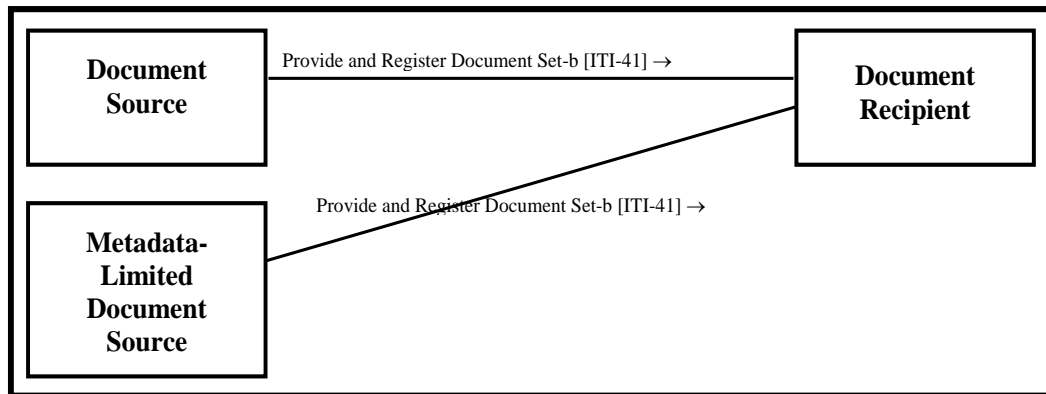 Document
Source
Provide and Register Document Set-b [ITI-41] →
Document
Recipient
Provide and Register Document Set-b [ITI-41] →
Metadata-
Limited
Document
Source